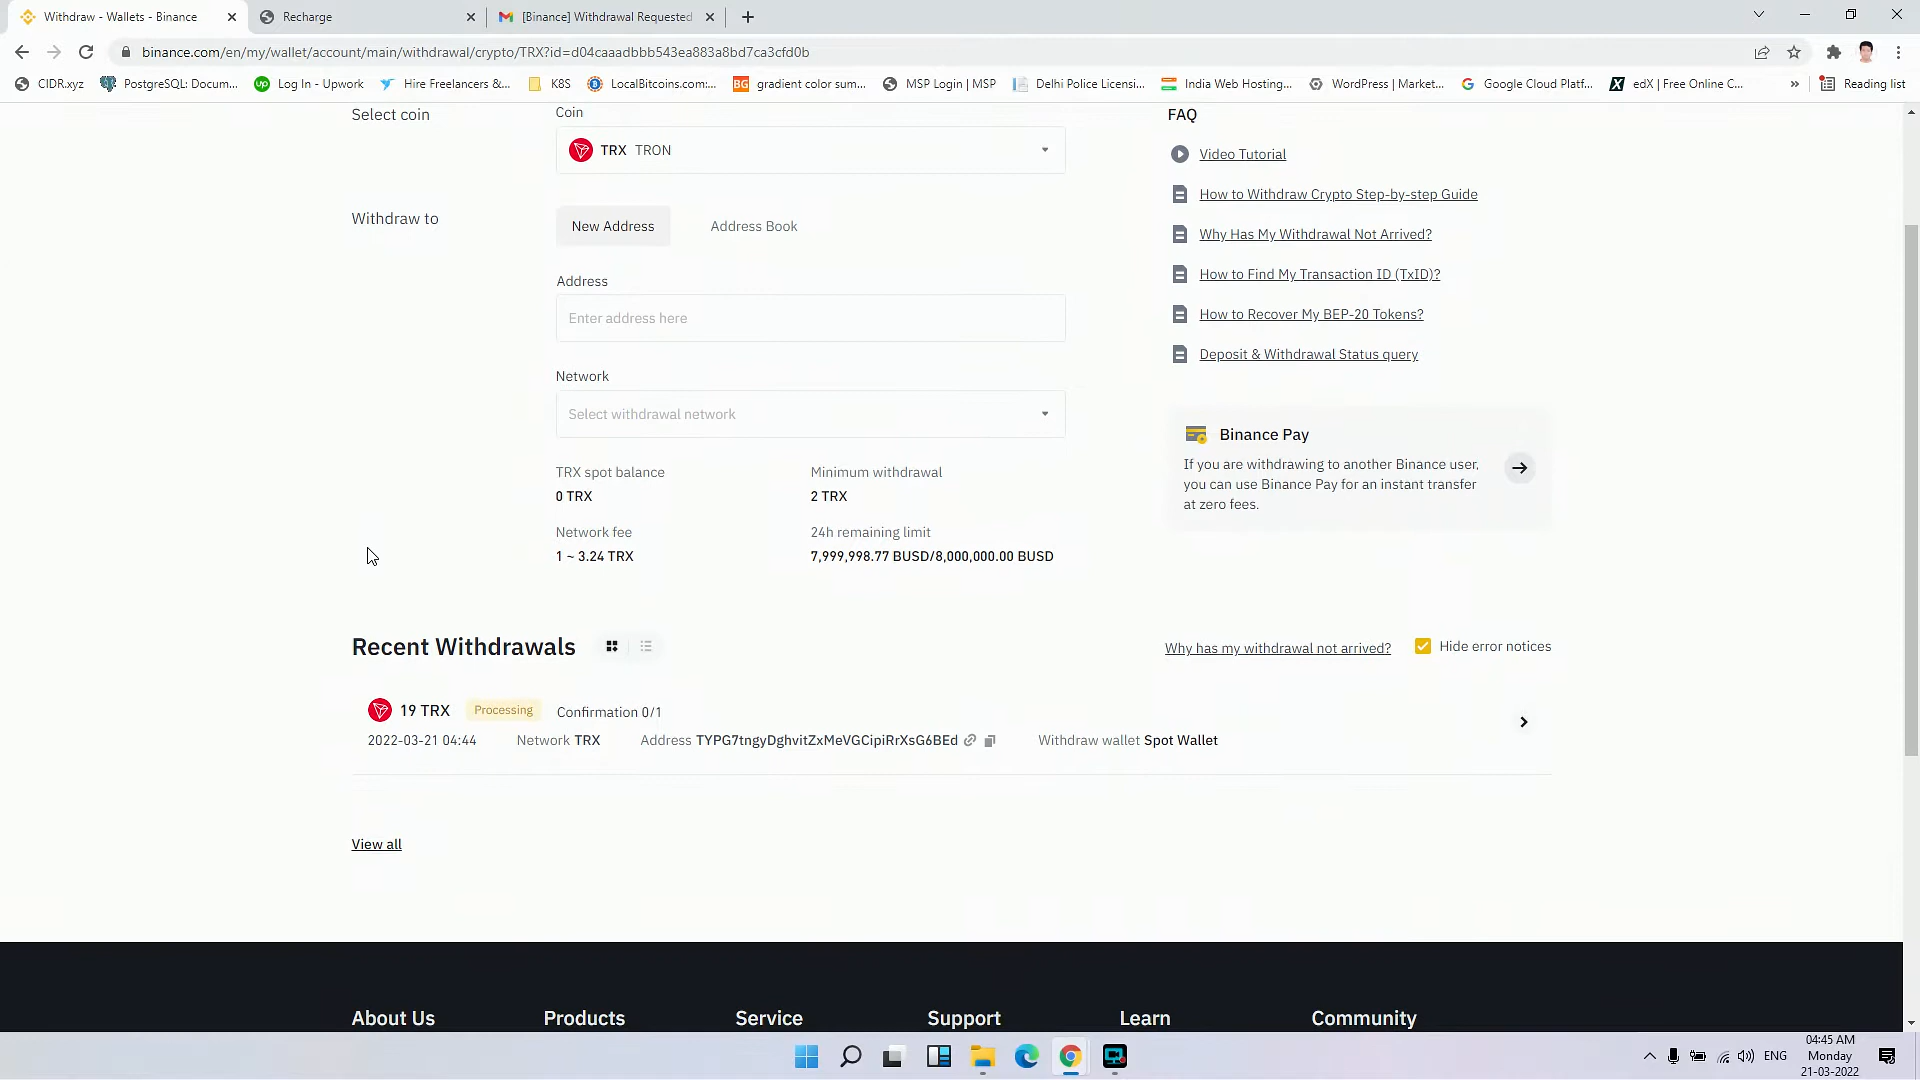 Withdraw - Wallets - Binance
Recharge
[Binance] Withdrawal Requested
binance.com/en/my/wallet/account/main/withdrawal/crypto/TRX?id=d04caaadbbb543ea883a8bd7ca3cfd0b
CIDR.xyz
PostgreSQL: Docum...
Log In - Upwork
Hire Freelancers &...
K8S
LocalBitcoins.com:...
gradient color sum...
MSP Login | MSP
Delhi Police Licensi...
India Web Hosting...
WordPress | Market...
Google Cloud Platf...
edX | Free Online C...
»
Reading list
Select coin
Coin
TRX TRON
Withdraw to
New Address
Address Book
Address
Enter address here
Network
Select withdrawal network
TRX spot balance
0 TRX
Minimum withdrawal
2 TRX
Network fee
1 ~ 3.24 TRX
24h remaining limit
7,999,998.77 BUSD/8,000,000.00 BUSD
FAQ
Video Tutorial
How to Withdraw Crypto Step-by-step Guide
Why Has My Withdrawal Not Arrived?
How to Find My Transaction ID (TxID)?
How to Recover My BEP-20 Tokens?
Deposit & Withdrawal Status query
Binance Pay
If you are withdrawing to another Binance user,
you can use Binance Pay for an instant transfer
at zero fees.
Recent Withdrawals
Why has my withdrawal not arrived?
Hide error notices
19 TRX Processing Confirmation 0/1
2022-03-21 04:44 Network TRX Address TYPG7tngyDghvitZxMeVGCipiRrXsG6BEd Withdraw wallet Spot Wallet
View all
About Us
Products
Service
Support
Learn
Community
ENG
04:45 AM
Monday
21-03-2022